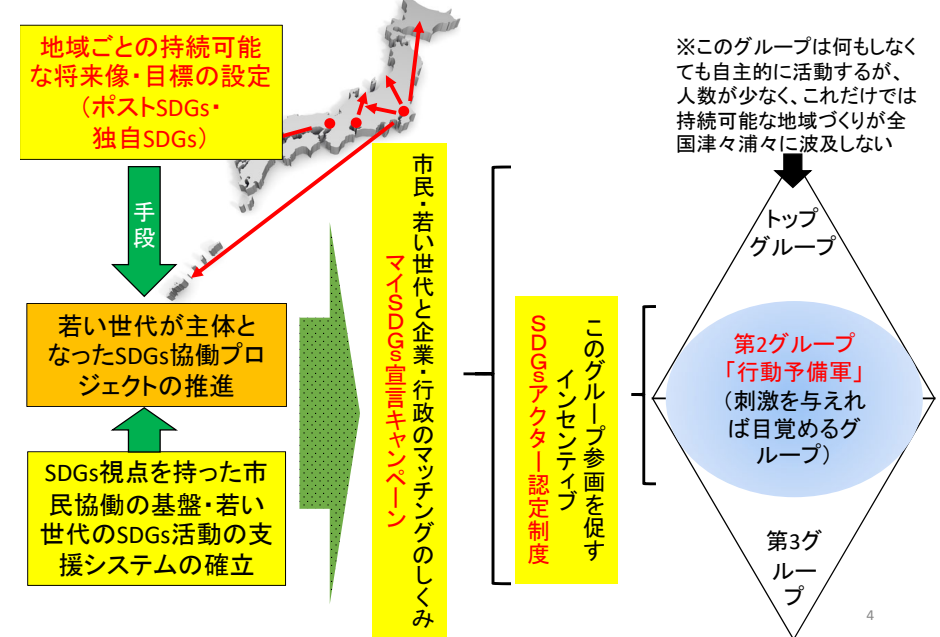 地域ごとの持続可能
な将来像・目標の設定
（ポストSDGs・
独自SDGs）
手段
若い世代が主体と
なったSDGs協働プロ
ジェクトの推進
SDGs視点を持った市
民協働の基盤・若い
世代のSDGs活動の支
援システムの確立
市民・若い世代と企業・行政のマッチングのしくみ
マイSDGs宣言キャンペーン
このグループ参画を促す
インセンティブ
SDGsアクター認定制度
※このグループは何もしなく
ても自主的に活動するが、
人数が少なく、これだけでは
持続可能な地域づくりが全
国津々浦々に波及しない
トップ
グループ
第2グループ
「行動予備軍」
（刺激を与えれ
ば目覚めるグ
ループ）
第3グ
ルー
プ
4